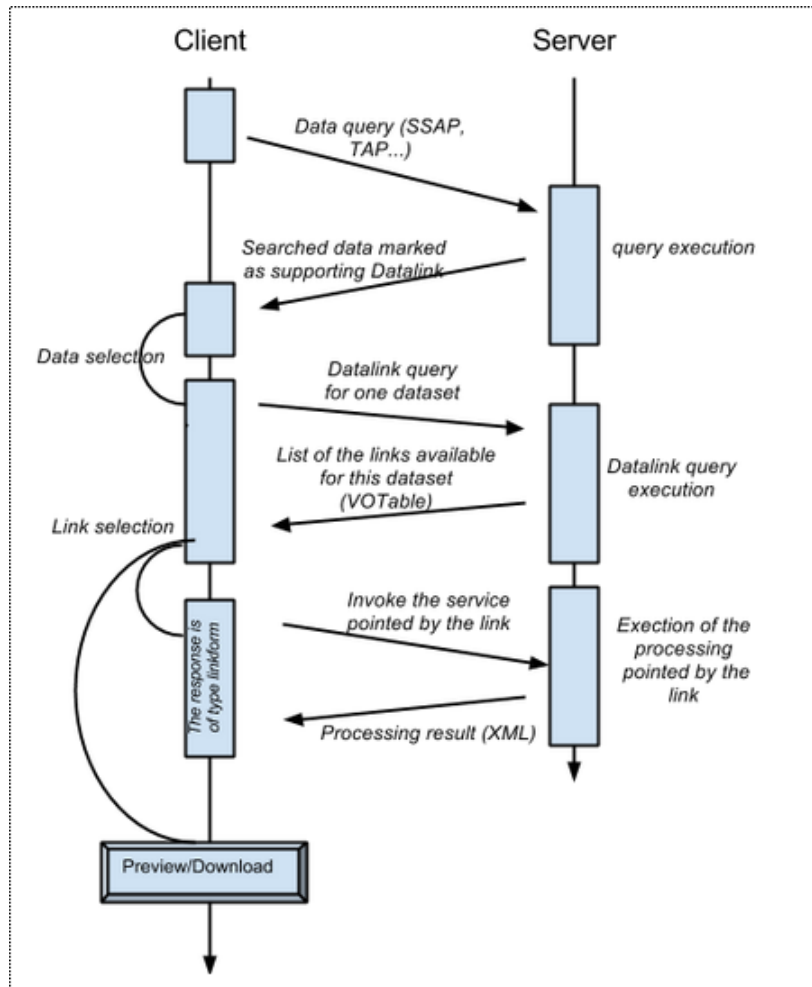 Client
Server
Data query (SSAP,
TAP...)
Searched data marked
as supporting Datalink
query execution
Data selection
Datalink query
for one dataset
List of the links available
for this dataset
(VOTable)
Datalink query
execution
Link selection
Invoke the service
pointed by the link
The response is
of type linkform
Exection of the
processing
pointed by the
link
Processing result (XML)
Preview/Download